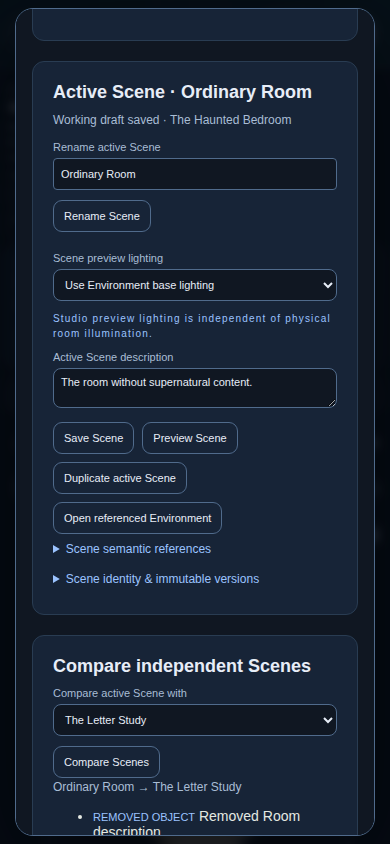 Active Scene · Ordinary Room
Working draft saved · The Haunted Bedroom
Rename active Scene
Ordinary Room
Rename Scene
Scene preview lighting
Use Environment base lighting
Studio preview lighting is independent of physical
room illumination.
Active Scene description
The room without supernatural content.
Save Scene
Preview Scene
Duplicate active Scene
Open referenced Environment
Scene semantic references
Scene identity & immutable versions
Compare independent Scenes
Compare active Scene with
The Letter Study
Compare Scenes
Ordinary Room → The Letter Study
REMOVED OBJECT Removed Room
description